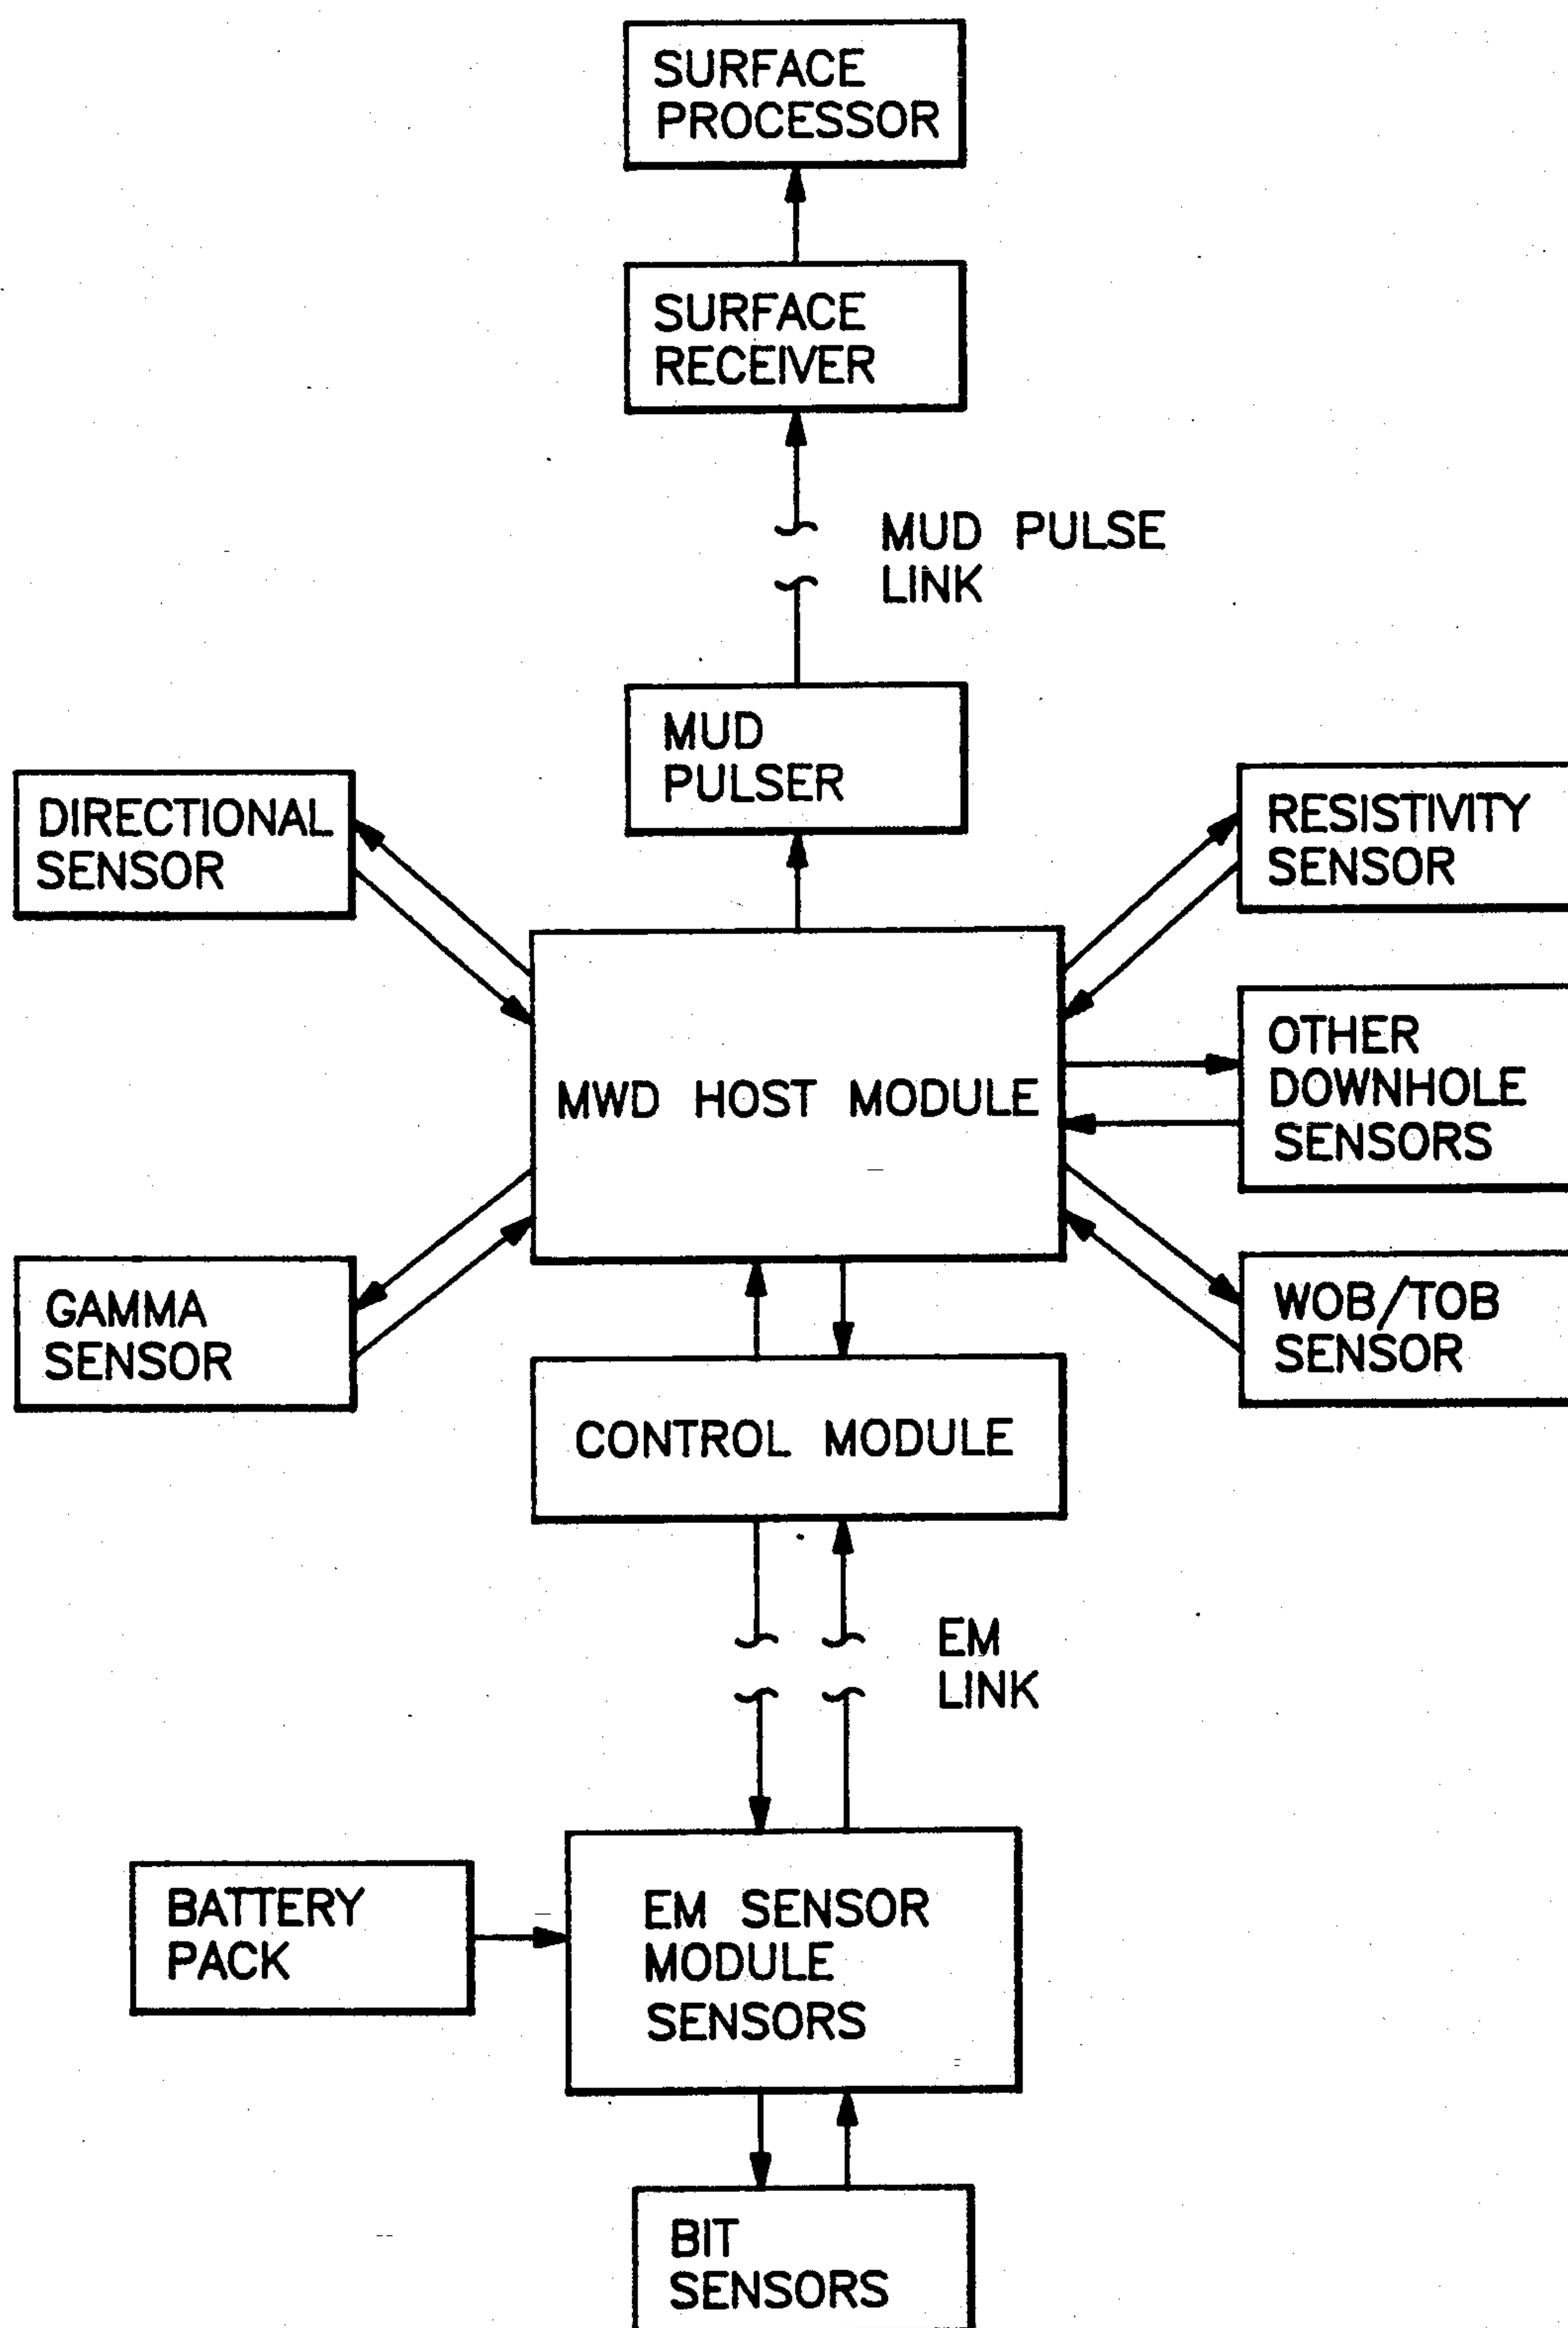 SURFACE
PROCESSOR
SURFACE
RECEIVER
MUD PULSE
LINK
MUD
PULSER
DIRECTIONAL
SENSOR
RESISTIVITY
SENSOR
OTHER
DOWNHOLE
SENSORS
MWD HOST MODULE
GAMMA
SENSOR
WOB/TOB
SENSOR
CONTROL MODULE
EM
LINK
BATTERY
PACK
EM SENSOR
MODULE
SENSORS
BIT
SENSORS